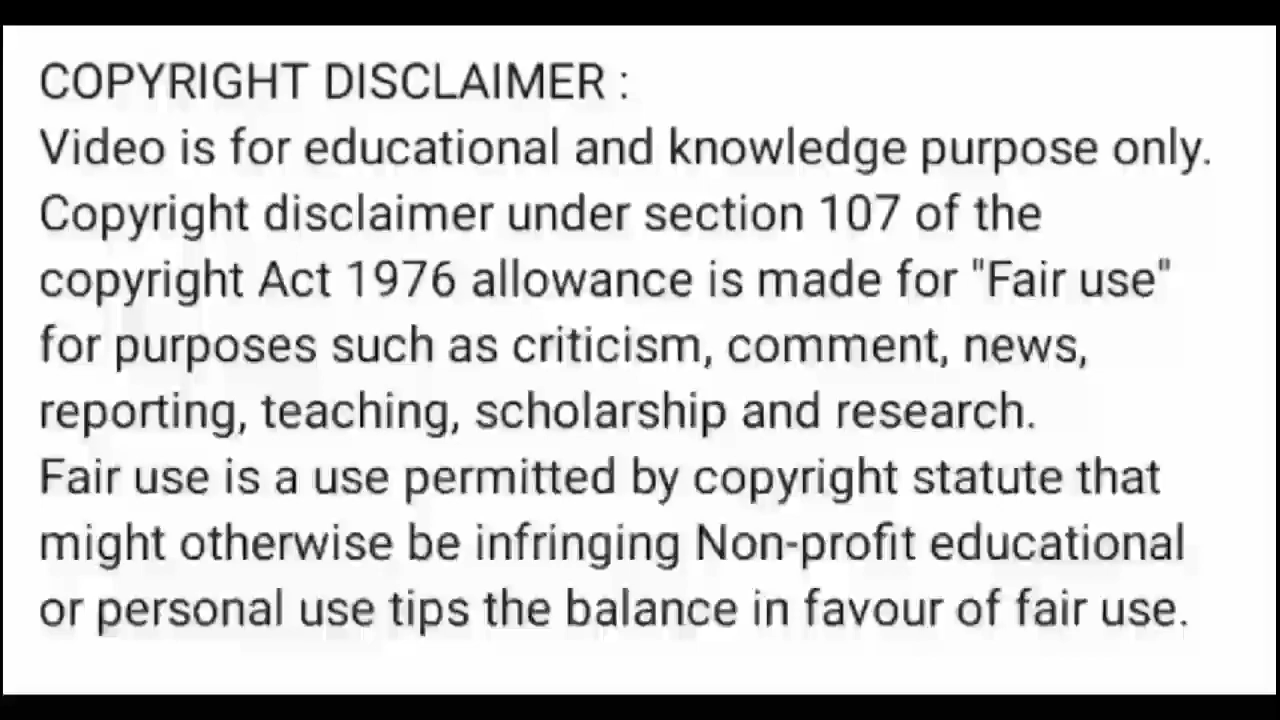 COPYRIGHT DISCLAIMER :
Video is for educational and knowledge purpose only.
Copyright disclaimer under section 107 of the
copyright Act 1976 allowance is made for "Fair use"
for purposes such as criticism, comment, news,
reporting, teaching, scholarship and research.
Fair use is a use permitted by copyright statute that
might otherwise be infringing Non-profit educational
or personal use tips the balance in favour of fair use.